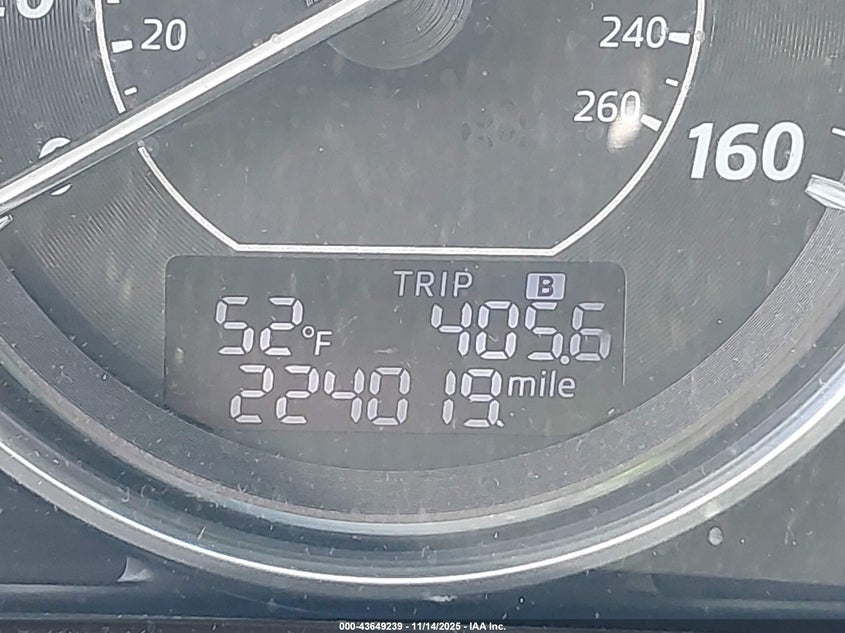 20
240
260
160
TRIP B
52°F 405.6
224019 mile
000-43649239 - 11/14/2025 - IAA Inc.